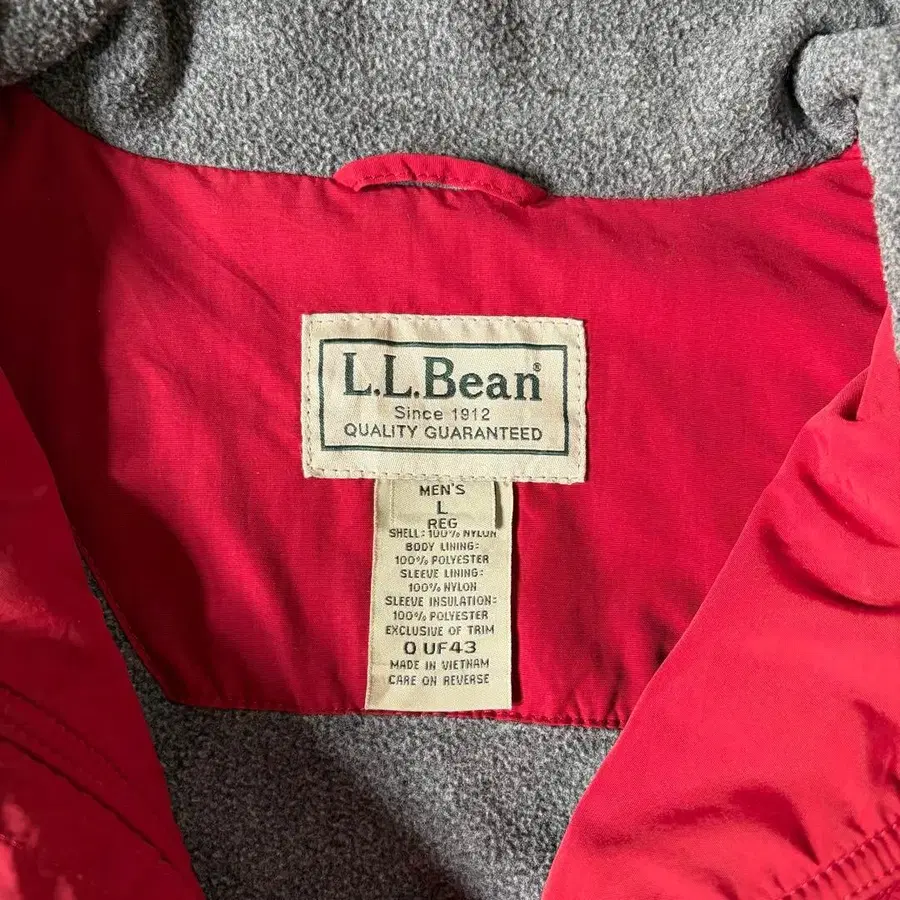 L.L.Bean®
Since 1912
QUALITY GUARANTEED
MEN'S
L
REG
SHELL: 100% NYLON
BODY LINING:
100% POLYESTER
SLEEVE LINING:
100% NYLON
SLEEVE INSULATION:
100% POLYESTER
EXCLUSIVE OF TRIM
0 UF43
MADE IN VIETNAM
CARE ON REVERSE